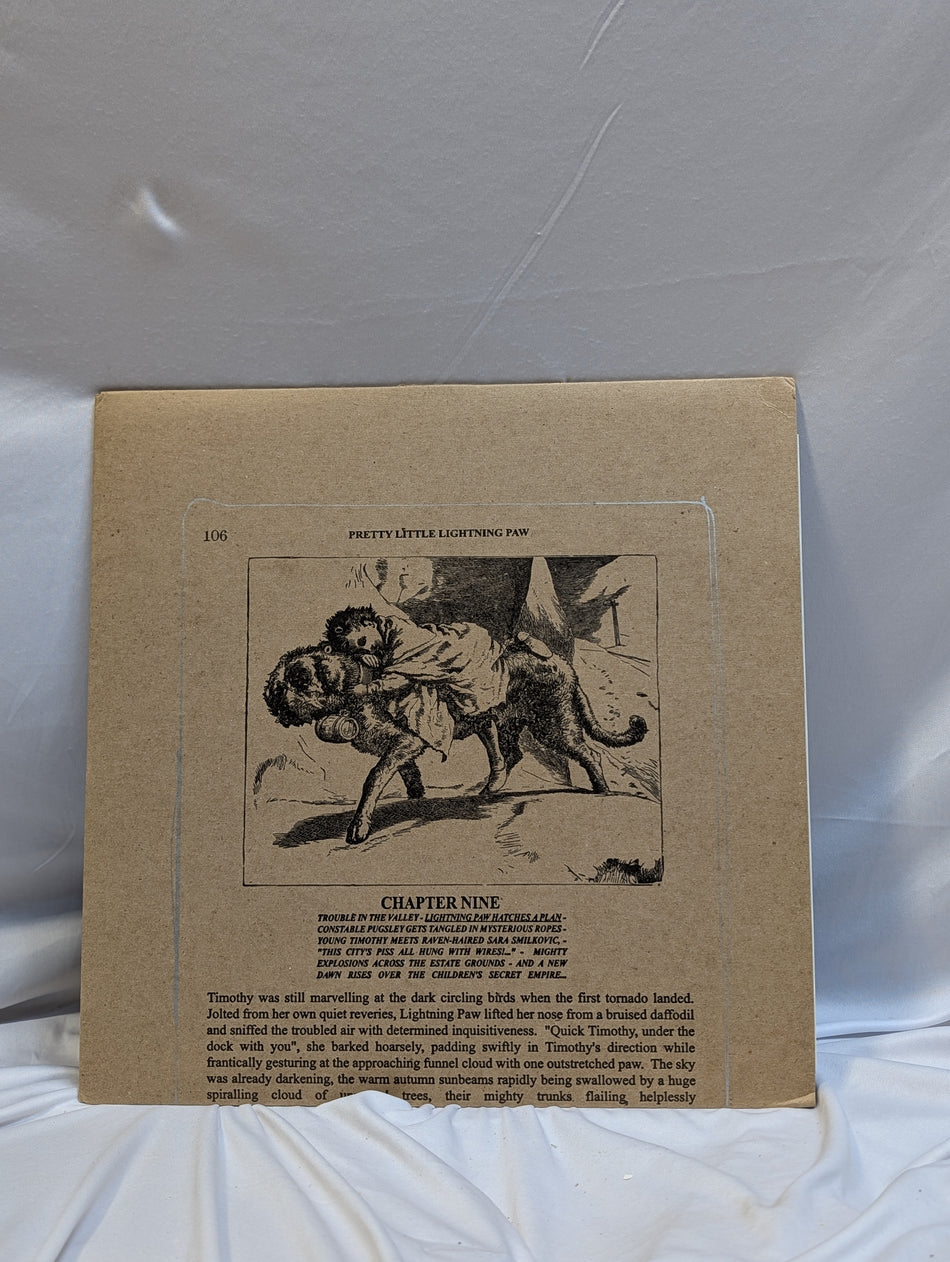 106
PRETTY LITTLE LIGHTNING PAW
CHAPTER NINE
TROUBLE IN THE VALLEY - LIGHTNING PAW HATCHES A PLAN -
CONSTABLE PUGSLEY GETS TANGLED IN MYSTERIOUS ROPES -
YOUNG TIMOTHY MEETS RAVEN-HAIRED SARA SMILKOVIC, -
"THIS CITY'S PISS ALL HUNG WITH WIRES!..." - MIGHTY
EXPLOSIONS ACROSS THE ESTATE GROUNDS - AND A NEW
DAWN RISES OVER THE CHILDREN'S SECRET EMPIRE...
Timothy was still marvelling at the dark circling birds when the first tornado landed.
Jolted from her own quiet reveries, Lightning Paw lifted her nose from a bruised daffodil
and sniffed the troubled air with determined inquisitiveness. "Quick Timothy, under the
dock with you", she barked hoarsely, padding swiftly in Timothy's direction while
frantically gesturing at the approaching funnel cloud with one outstretched paw. The sky
was already darkening, the warm autumn sunbeams rapidly being swallowed by a huge
spiralling cloud of trees, their mighty trunks flailing helplessly